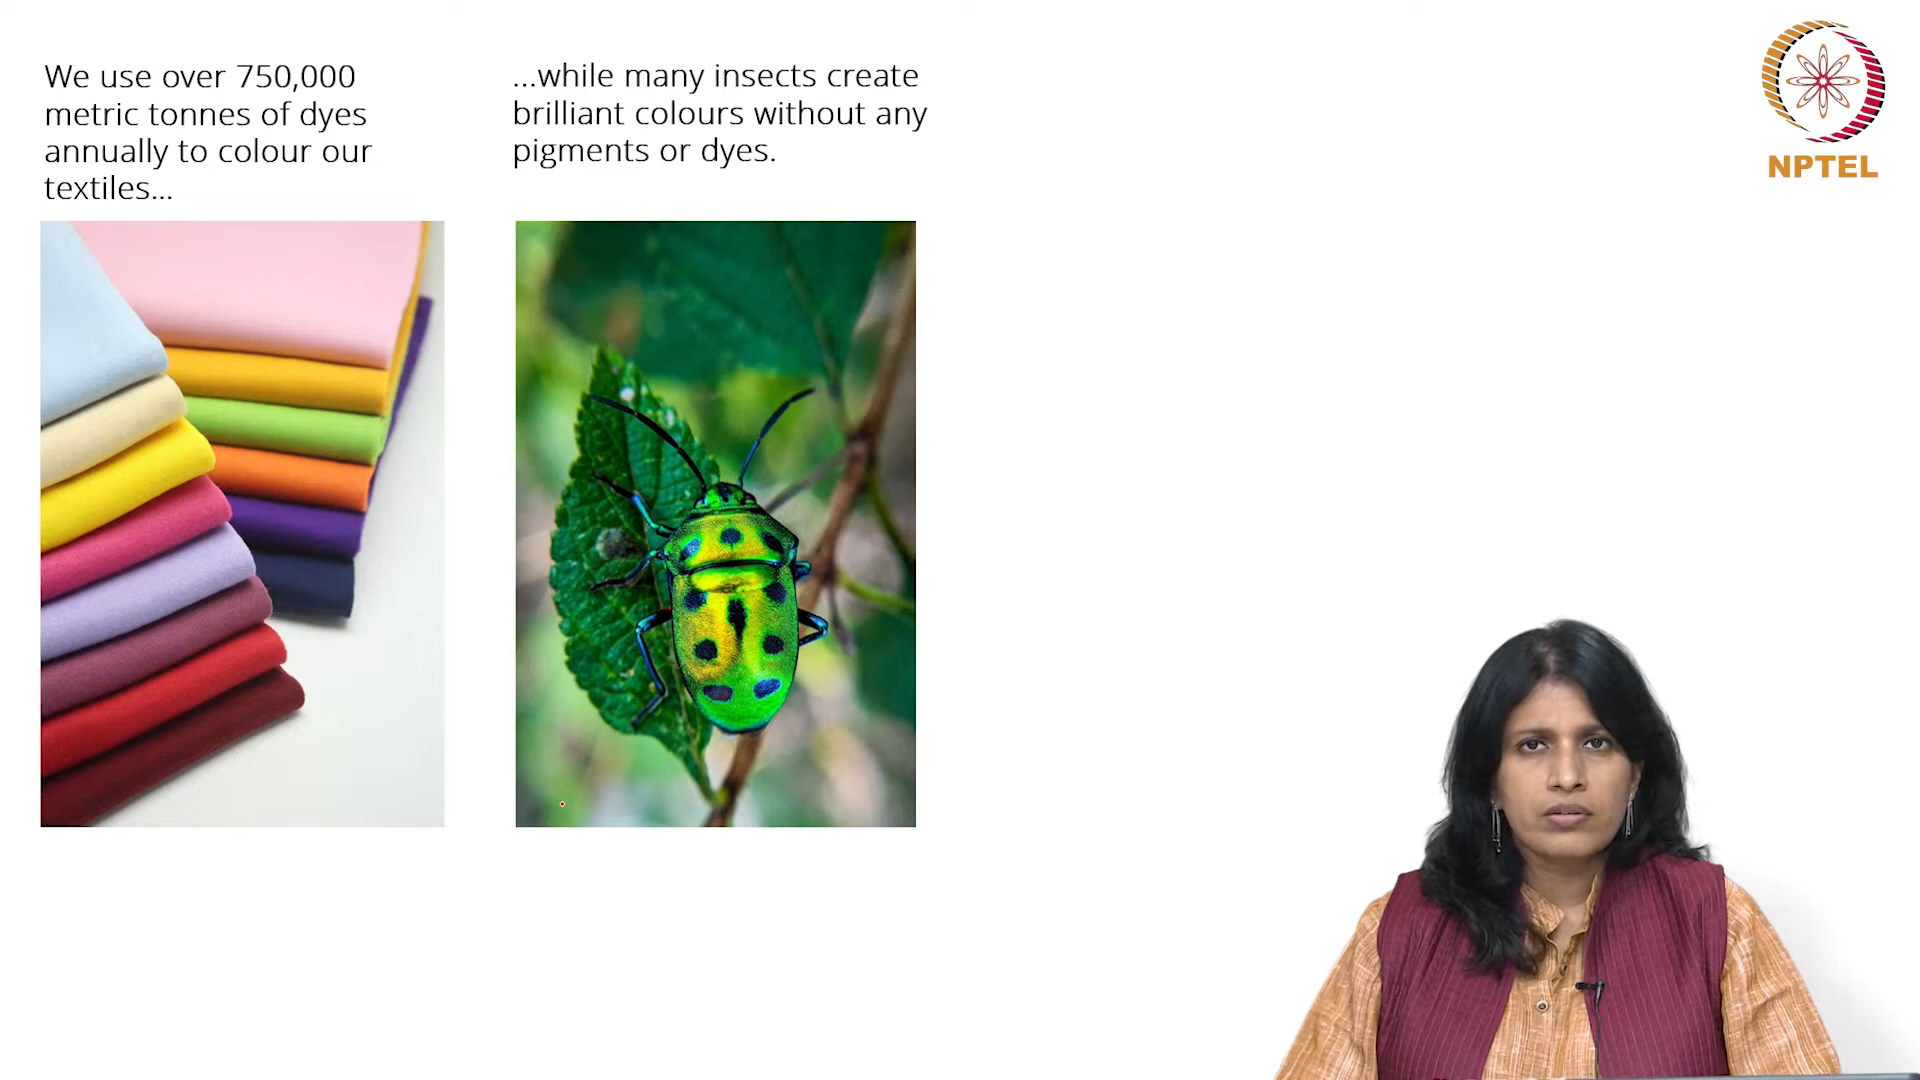 We use over 750,000
metric tonnes of dyes
annually to colour our
textiles...
...while many insects create
brilliant colours without any
pigments or dyes.
NPTEL